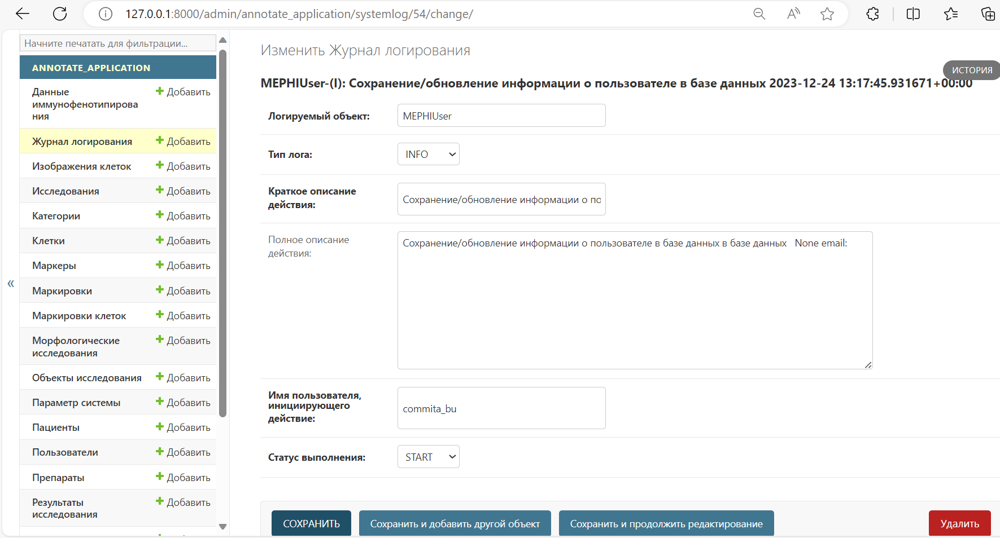 127.0.0.1:8000/admin/annotate_application/systemlog/54/change/
Начните печатать для фильтрации...
ANNOTATE_APPLICATION
Данные
иммунофенотипирова
ния
Добавить
Журнал логирования Добавить
Изображения клеток Добавить
Исследования Добавить
Категории Добавить
Клетки Добавить
Маркеры Добавить
Маркировки Добавить
Маркировки клеток Добавить
Морфологические
исследования
Добавить
Объекты исследования Добавить
Параметр системы Добавить
Пациенты Добавить
Пользователи Добавить
Препараты Добавить
Результаты
исследования
Добавить
«
Изменить Журнал логирования
ИСТОРИЯ
MEPHIUser-(I): Сохранение/обновление информации о пользователе в базе данных 2023-12-24 13:17:45.931671+00:00
Логируемый объект: MEPHIUser
Тип лога: INFO
Краткое описание
действия:
Сохранение/обновление информации о по
Полное описание
действия:
Сохранение/обновление информации о пользователе в базе данных в базе данных None email:
Имя пользователя,
инициирующего
действие:
commita_bu
Статус выполнения: START
СОХРАНИТЬ Сохранить и добавить другой объект Сохранить и продолжить редактирование Удалить